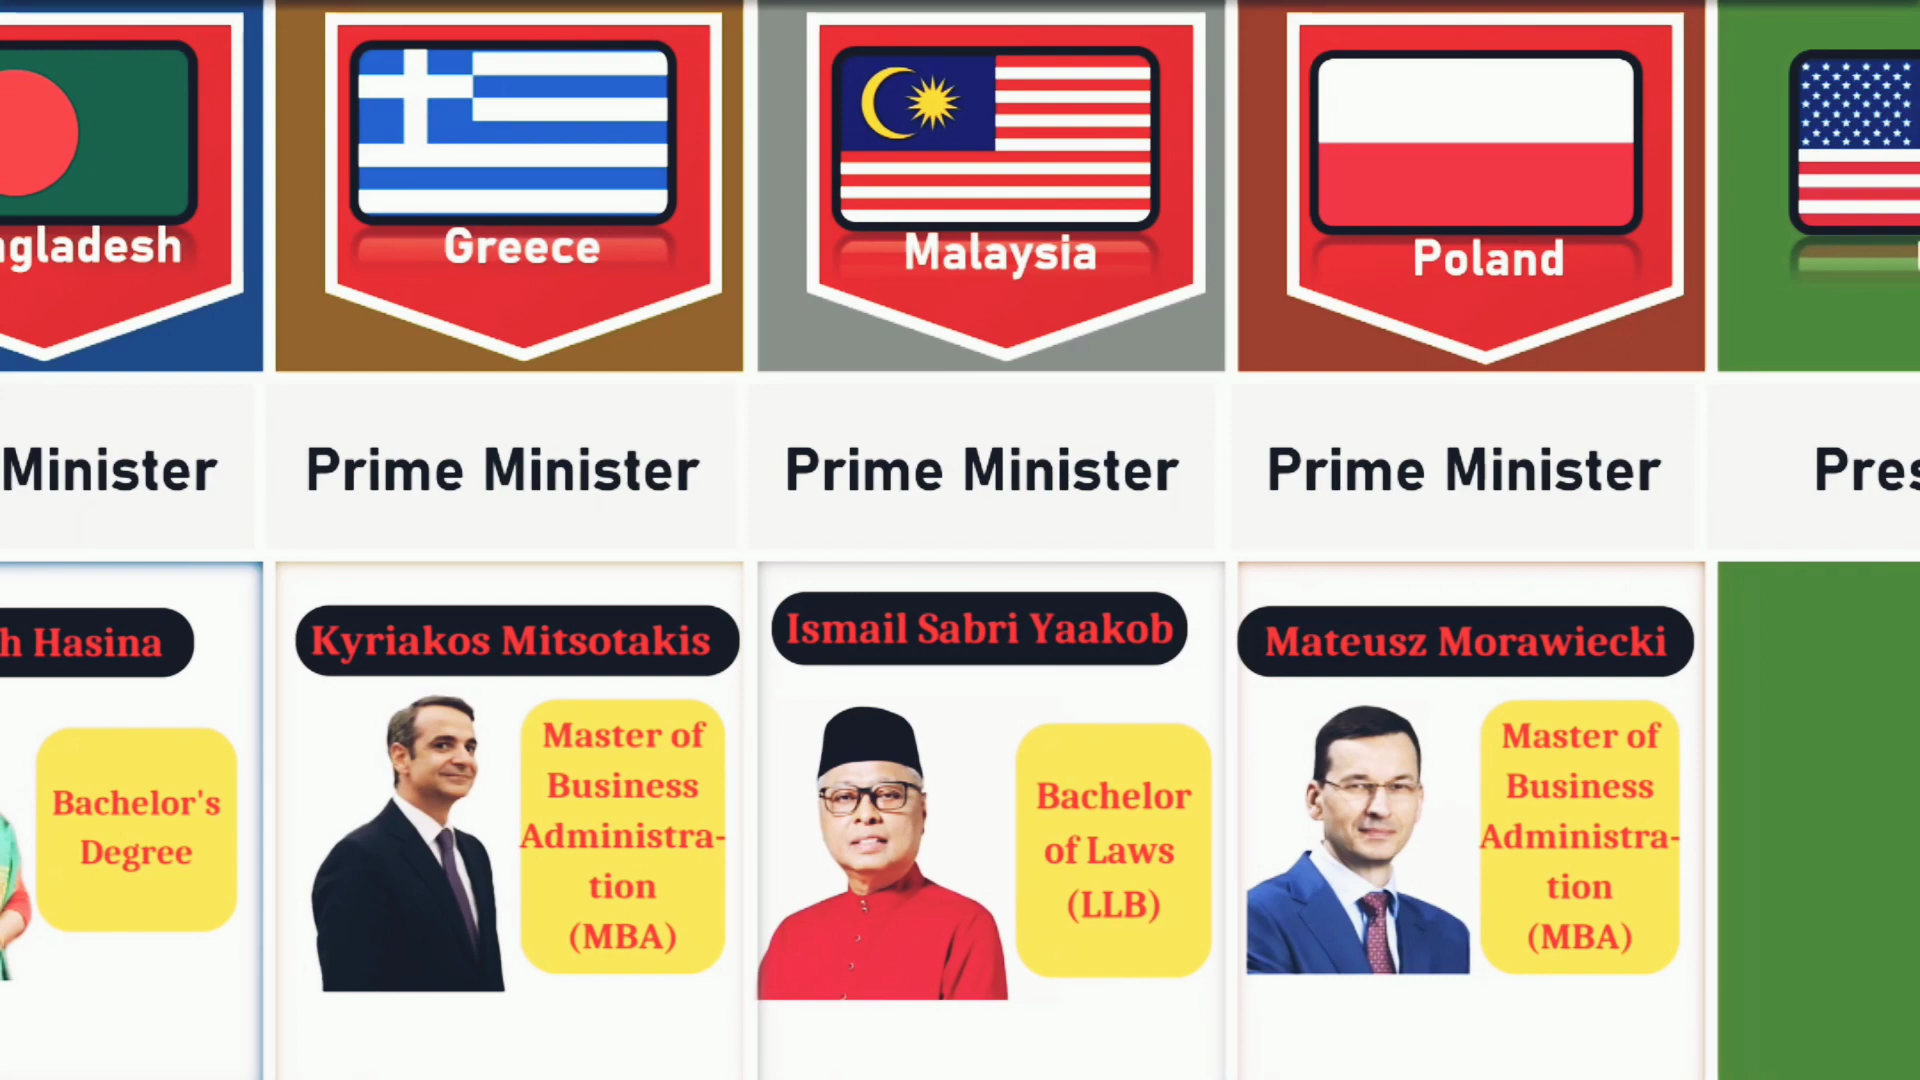 ngladesh
Greece
Malaysia
Poland
Minister
Prime Minister
Prime Minister
Prime Minister
Pres
h Hasina
Kyriakos Mitsotakis
Ismail Sabri Yaakob
Mateusz Morawiecki
Bachelor's
Degree
Master of
Business
Administra-
tion
(MBA)
Bachelor
of Laws
(LLB)
Master of
Business
Administra-
tion
(MBA)